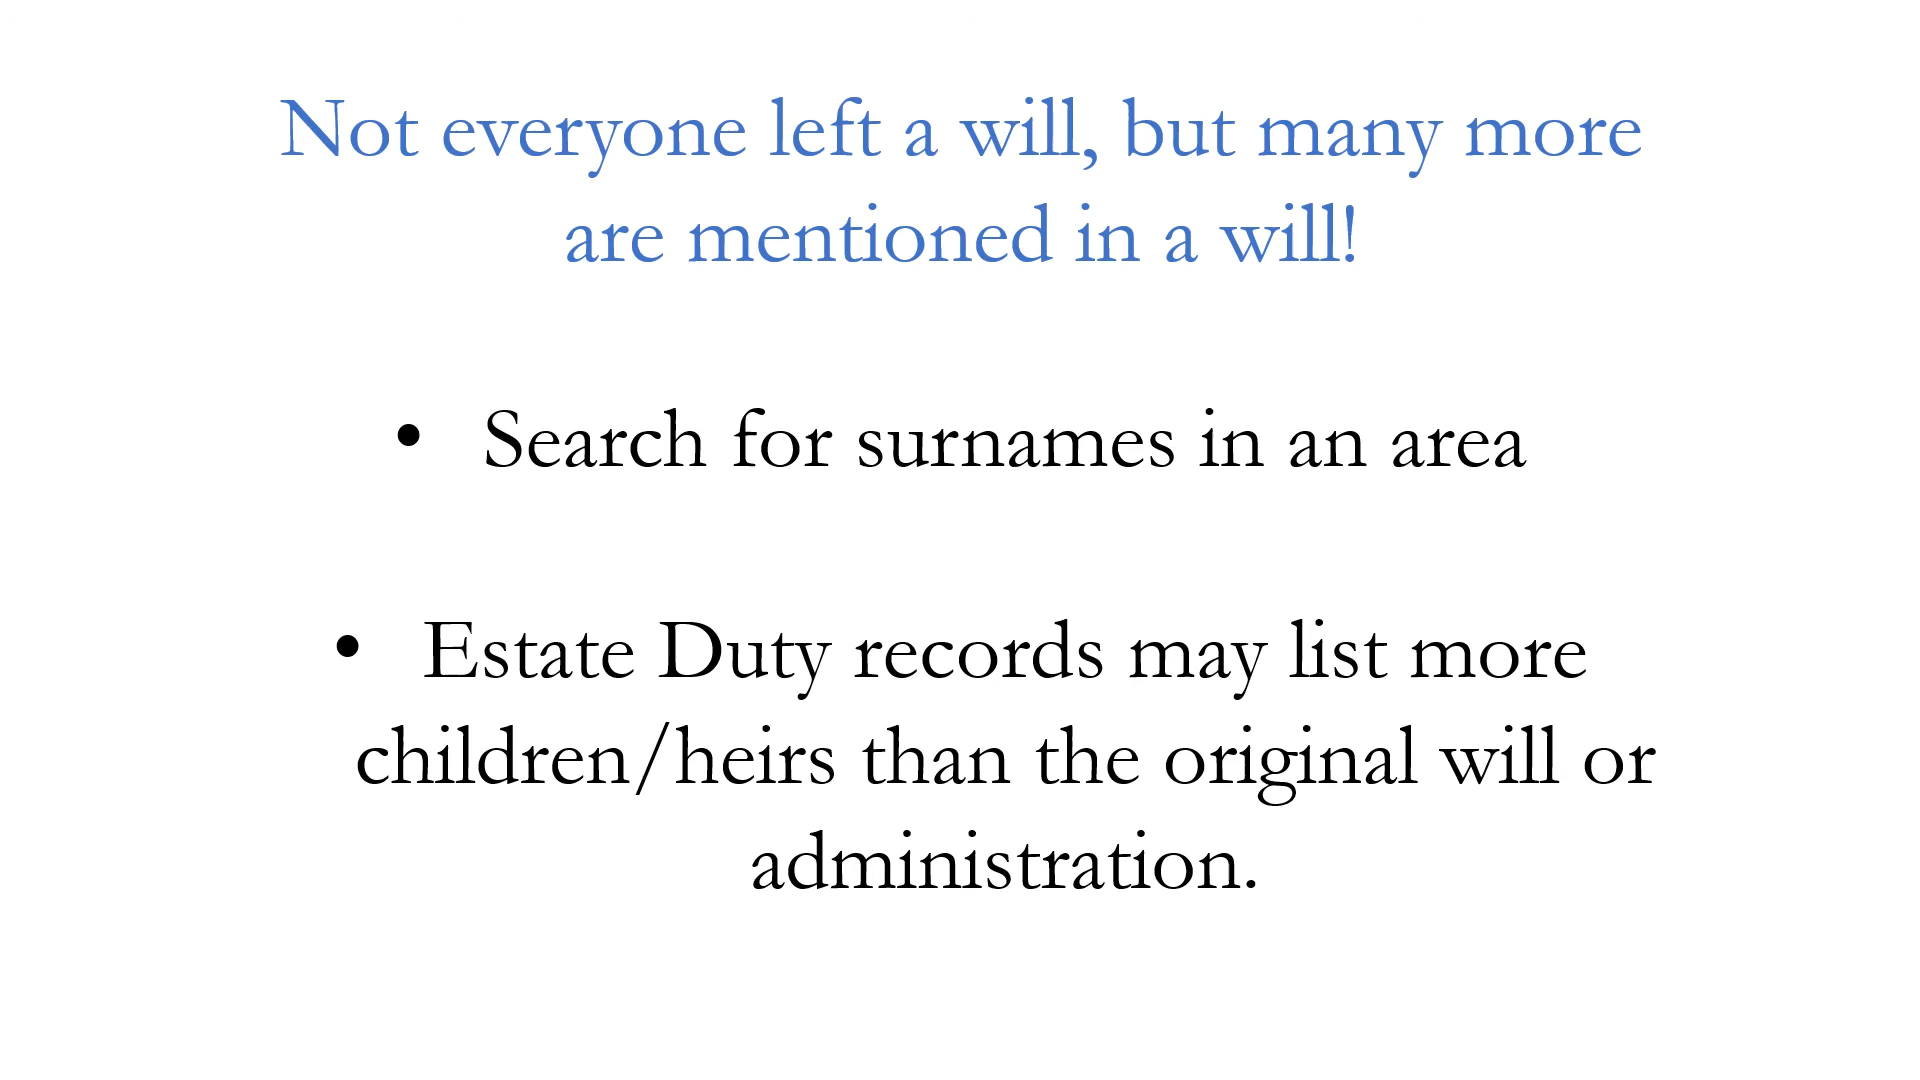 Not everyone left a will, but many more
are mentioned in a will!
• Search for surnames in an area
• Estate Duty records may list more
children/heirs than the original will or
administration.